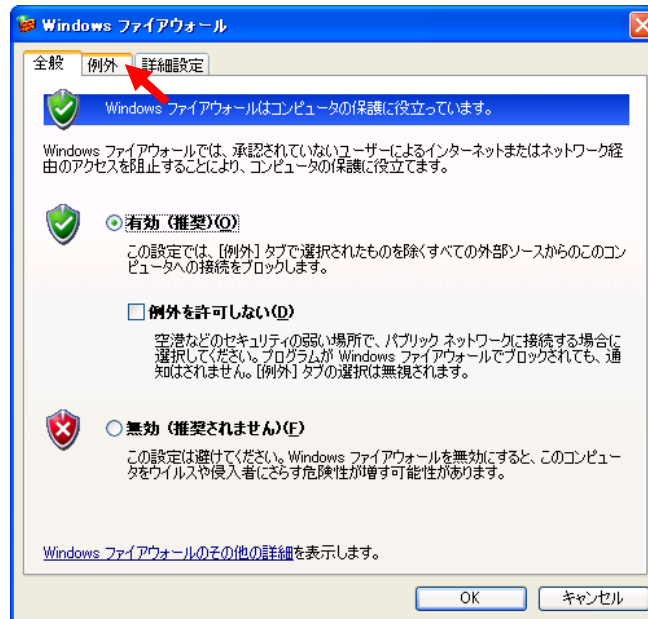 Windows ファイアウォール
全般 例外 詳細設定
Windows ファイアウォールはコンピュータの保護に役立っています。
Windows ファイアウォールでは、承認されていないユーザーによるインターネットまたはネットワーク経
由のアクセスを阻止することにより、コンピュータの保護に役立てます。
有効 (推奨)(O)
この設定では、[例外] タブで選択されたものを除くすべての外部ソースからのこのコン
ピュータへの接続をブロックします。
例外を許可しない(D)
空港などのセキュリティの弱い場所で、パブリック ネットワークに接続する場合に
選択してください。プログラムが Windows ファイアウォールでブロックされても、通
知はされません。[例外] タブの選択は無視されます。
無効 (推奨されません)(F)
この設定は避けてください。Windows ファイアウォールを無効にすると、このコンピュー
タをウイルスや侵入者にさらす危険性が増す可能性があります。
Windows ファイアウォールのその他の詳細を表示します。
OK キャンセル